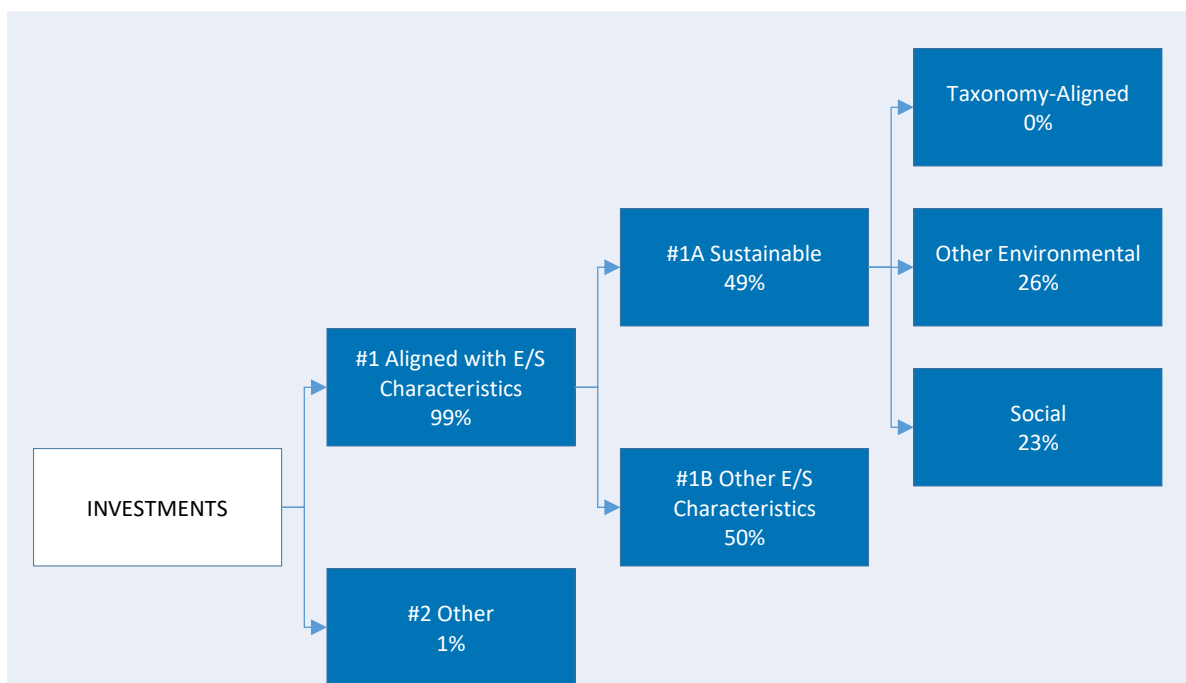 INVESTMENTS
#1 Aligned with E/S
Characteristics
99%
#2 Other
1%
#1A Sustainable
49%
#1B Other E/S
Characteristics
50%
Taxonomy-Aligned
0%
Other Environmental
26%
Social
23%